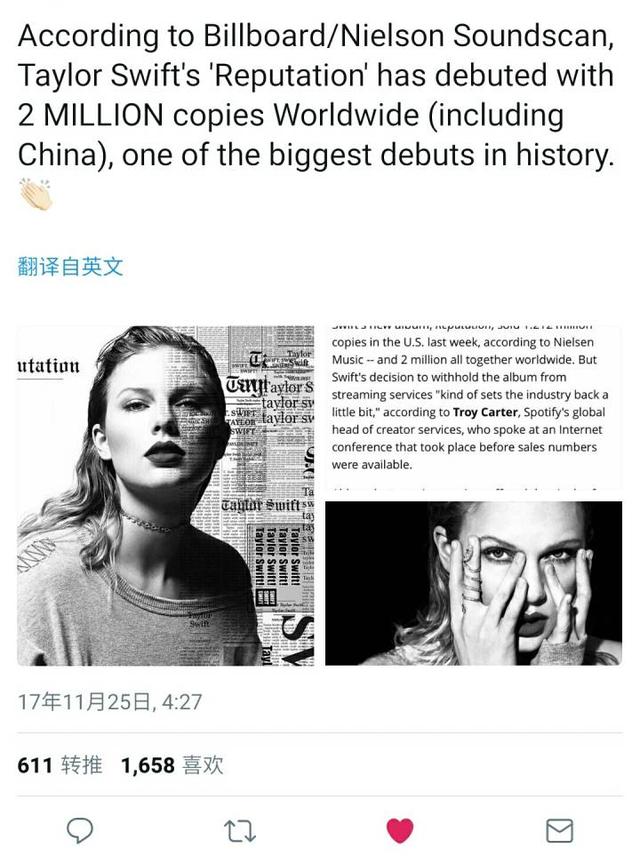 According to Billboard/Nielson Soundscan,
Taylor Swift's 'Reputation' has debuted with
2 MILLION copies Worldwide (including
China), one of the biggest debuts in history.
👏🏻
翻译自英文
utation
Taylor Swift
Taylor Swift
Taylor Swift
Taylor Swift
Taylor Swift
Taylor Swift
copies in the U.S. last week, according to Nielsen
Music -- and 2 million all together worldwide. But
Swift's decision to withhold the album from
streaming services "kind of sets the industry back a
little bit," according to Troy Carter, Spotify's global
head of creator services, who spoke at an Internet
conference that took place before sales numbers
were available.
17年11月25日, 4:27
611 转推 1,658 喜欢